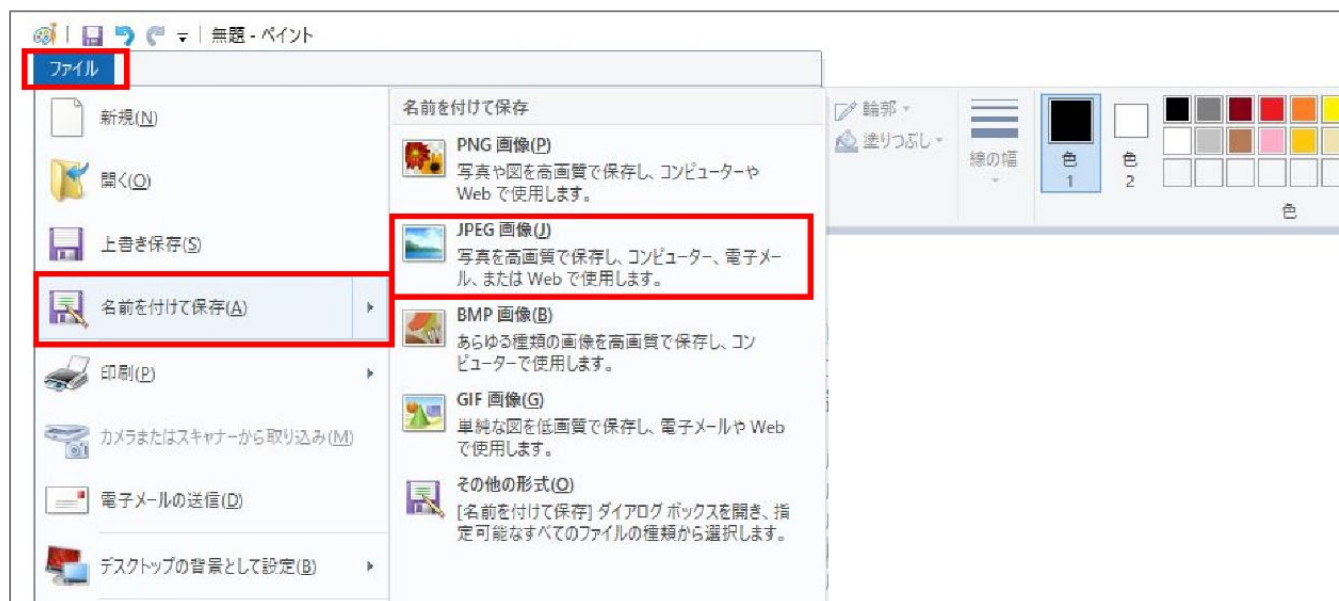 無題 - ペイント
ファイル
新規(N)
開く(O)
上書き保存(S)
名前を付けて保存(A)
印刷(P)
カメラまたはスキャナーから取り込み(M)
電子メールの送信(D)
デスクトップの背景として設定(B)
名前を付けて保存
PNG 画像(P)
写真や図を高画質で保存し、コンピューターや
Web で使用します。
JPEG 画像(J)
写真を高画質で保存し、コンピューター、電子メー
ル、または Web で使用します。
BMP 画像(B)
あらゆる種類の画像を高画質で保存し、コン
ピューターで使用します。
GIF 画像(G)
単純な図を低画質で保存し、電子メールや Web
で使用します。
その他の形式(O)
[名前を付けて保存] ダイアログ ボックスを開き、指
定可能なすべてのファイルの種類から選択します。
輪郭
塗りつぶし
線の幅
色
1
色
2
色